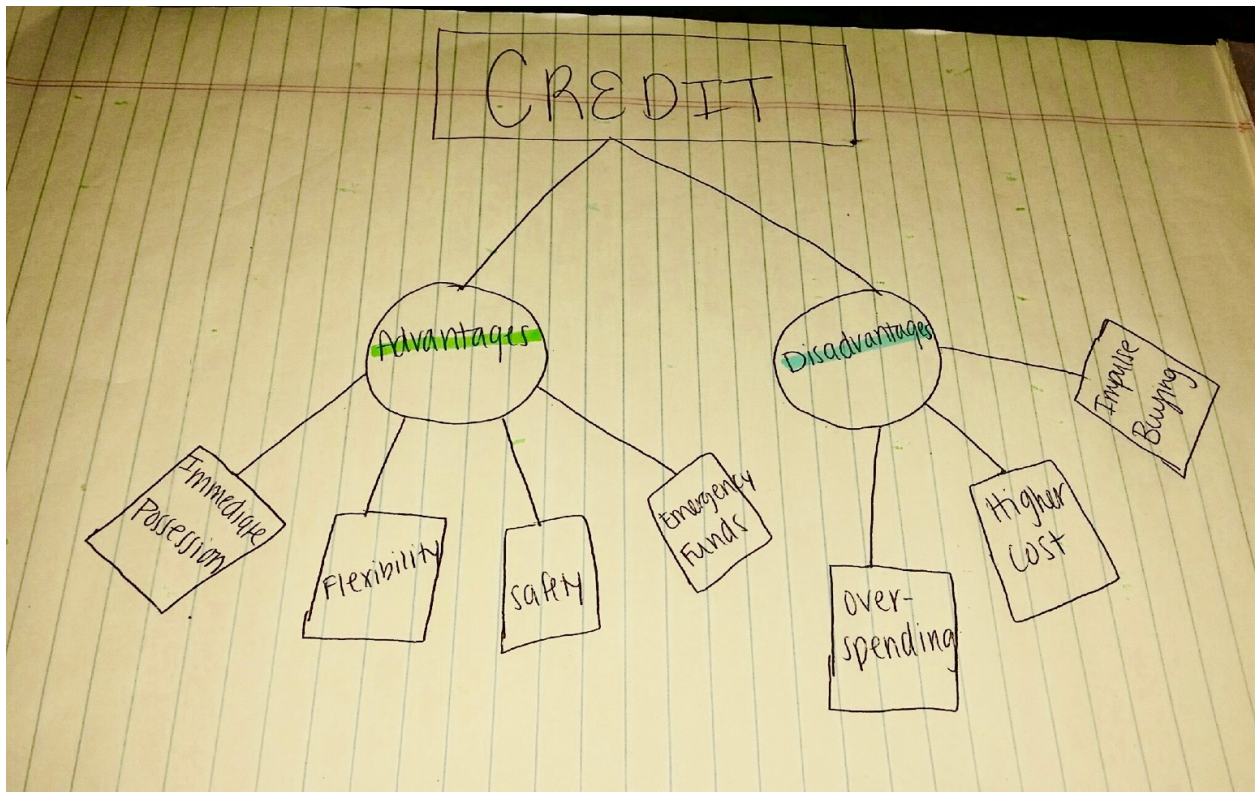 CREDIT
Advantages
Disadvantages
Immediate
Possession
Flexibility
Safety
Emergency
Funds
over-
spending
Higher
Cost
Impulse
Buying